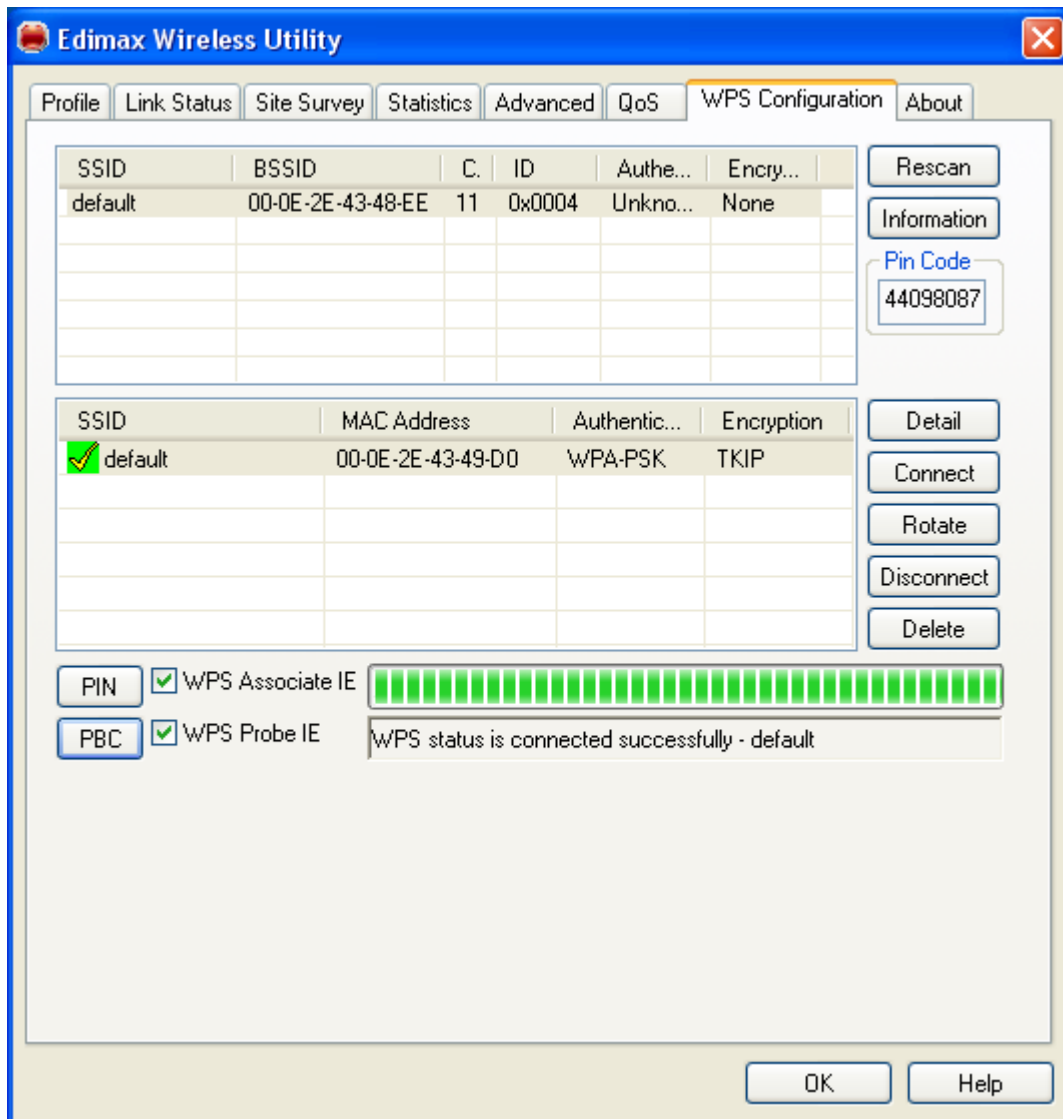 Edimax Wireless Utility
Profile Link Status Site Survey Statistics Advanced QoS WPS Configuration About
SSID BSSID C. ID Authe... Encry...
default 00-0E-2E-43-48-EE 11 0x0004 Unkno... None
Rescan
Information
Pin Code
44098087
SSID MAC Address Authentic... Encryption
default 00-0E-2E-43-49-D0 WPA-PSK TKIP
Detail
Connect
Rotate
Disconnect
Delete
PIN WPS Associate IE
PBC WPS Probe IE WPS status is connected successfully - default
OK Help